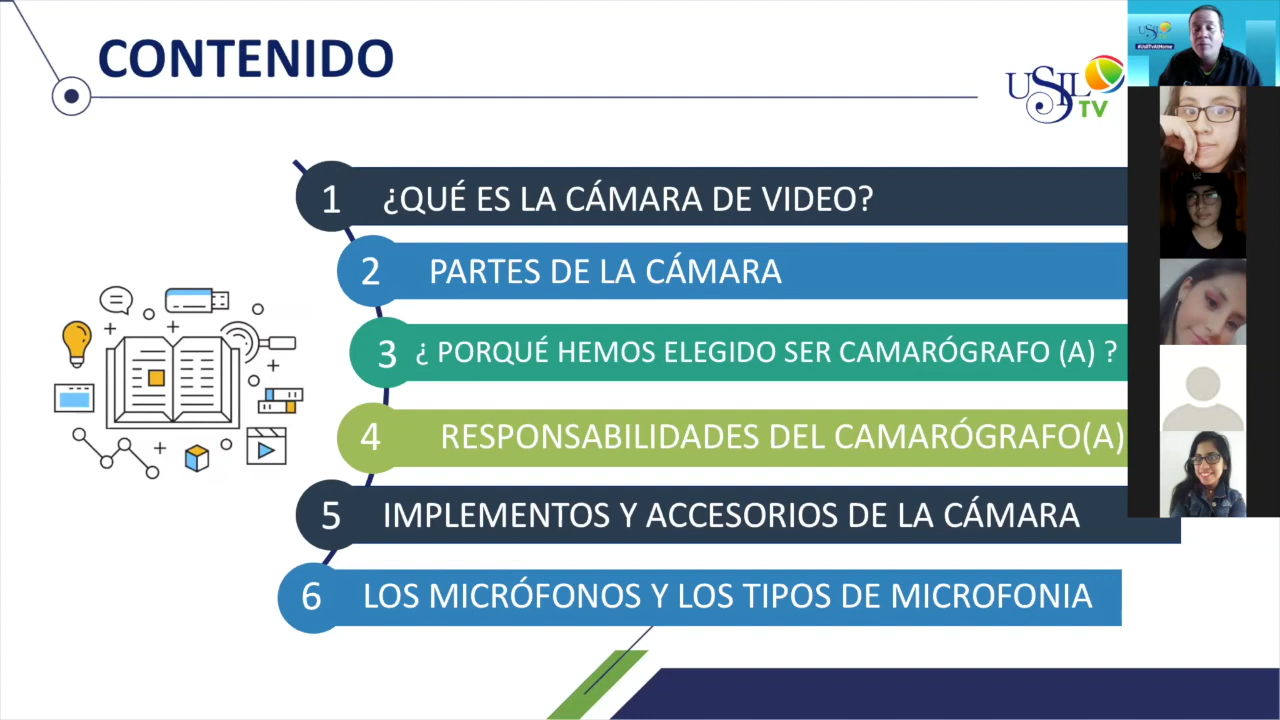 CONTENIDO
USIL
TV
1 ¿QUÉ ES LA CÁMARA DE VIDEO?
2 PARTES DE LA CÁMARA
3 ¿ PORQUÉ HEMOS ELEGIDO SER CAMARÓGRAFO (A) ?
4 RESPONSABILIDADES DEL CAMARÓGRAFO(A)
5 IMPLEMENTOS Y ACCESORIOS DE LA CÁMARA
6 LOS MICRÓFONOS Y LOS TIPOS DE MICROFONIA
USIL
#UsilTvAtHome